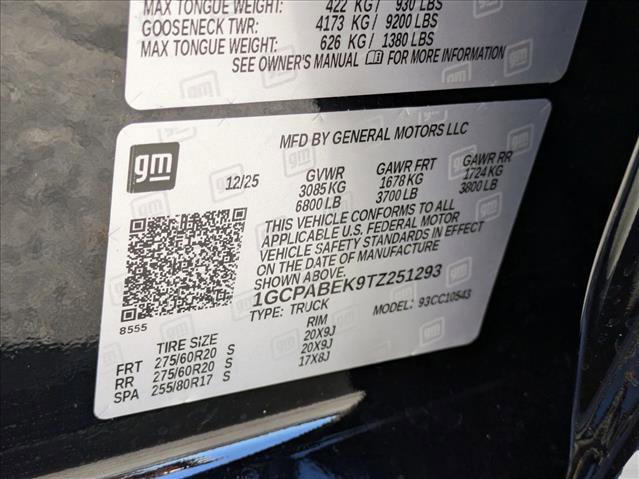 MAX TONGUE WEIGHT: 422 KG / 930 LBS
GOOSENECK TWR: 4173 KG / 9200 LBS
MAX TONGUE WEIGHT: 626 KG / 1380 LBS
SEE OWNER'S MANUAL FOR MORE INFORMATION
MFD BY GENERAL MOTORS LLC
gm
12/25 GVWR GAWR FRT GAWR RR
3085 KG 1678 KG 1724 KG
6800 LB 3700 LB 3800 LB
THIS VEHICLE CONFORMS TO ALL
APPLICABLE U.S. FEDERAL MOTOR
VEHICLE SAFETY STANDARDS IN EFFECT
ON THE DATE OF MANUFACTURE
SHOWN ABOVE.
1GCPABEK9TZ251293
TYPE: TRUCK MODEL: 93CC10543
8555
TIRE SIZE RIM
FRT 275/60R20 S 20X9J
RR 275/60R20 S 20X9J
SPA 255/80R17 S 17X8J